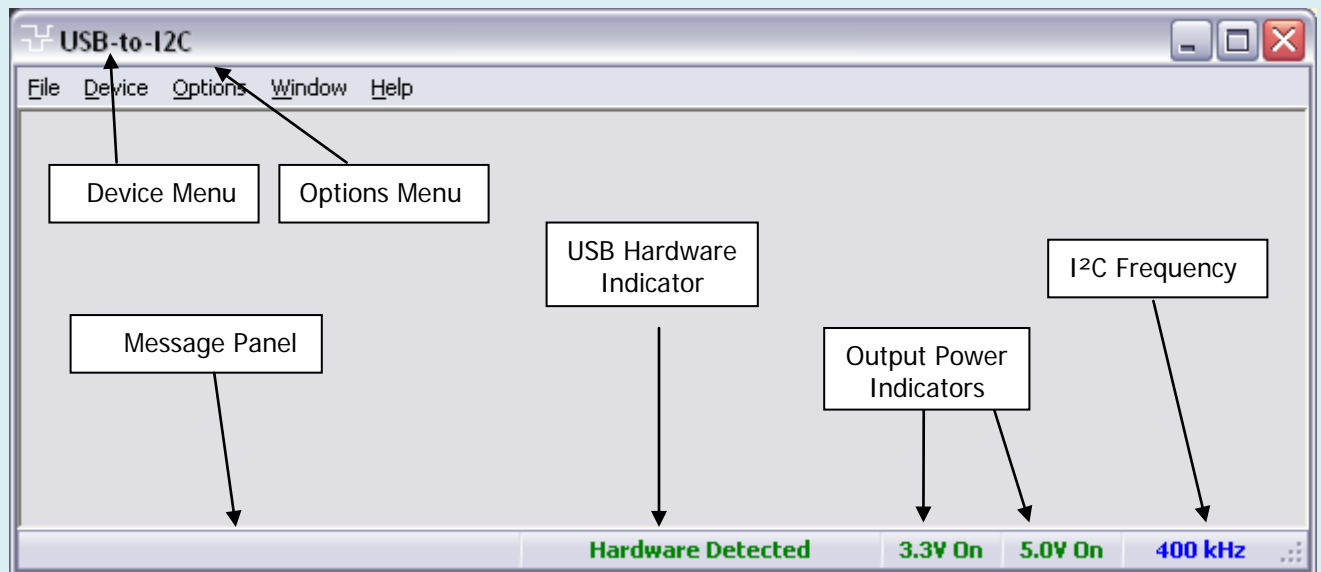 USB-to-I2C
File Device Options Window Help
Device Menu
Options Menu
USB Hardware
Indicator
I²C Frequency
Message Panel
Output Power
Indicators
Hardware Detected 3.3V On 5.0V On 400 kHz